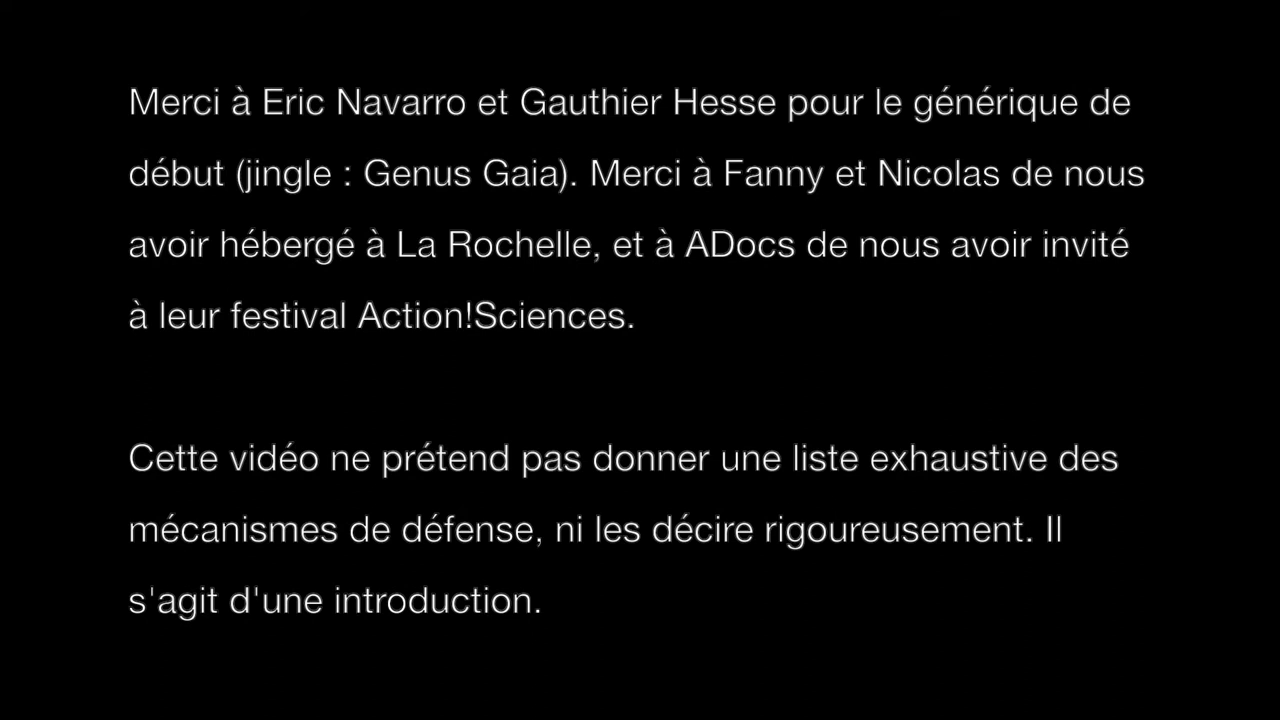 Merci à Eric Navarro et Gauthier Hesse pour le générique de
début (jingle : Genus Gaia). Merci à Fanny et Nicolas de nous
avoir hébergé à La Rochelle, et à ADocs de nous avoir invité
à leur festival Action!Sciences.
Cette vidéo ne prétend pas donner une liste exhaustive des
mécanismes de défense, ni les décire rigoureusement. Il
s'agit d'une introduction.